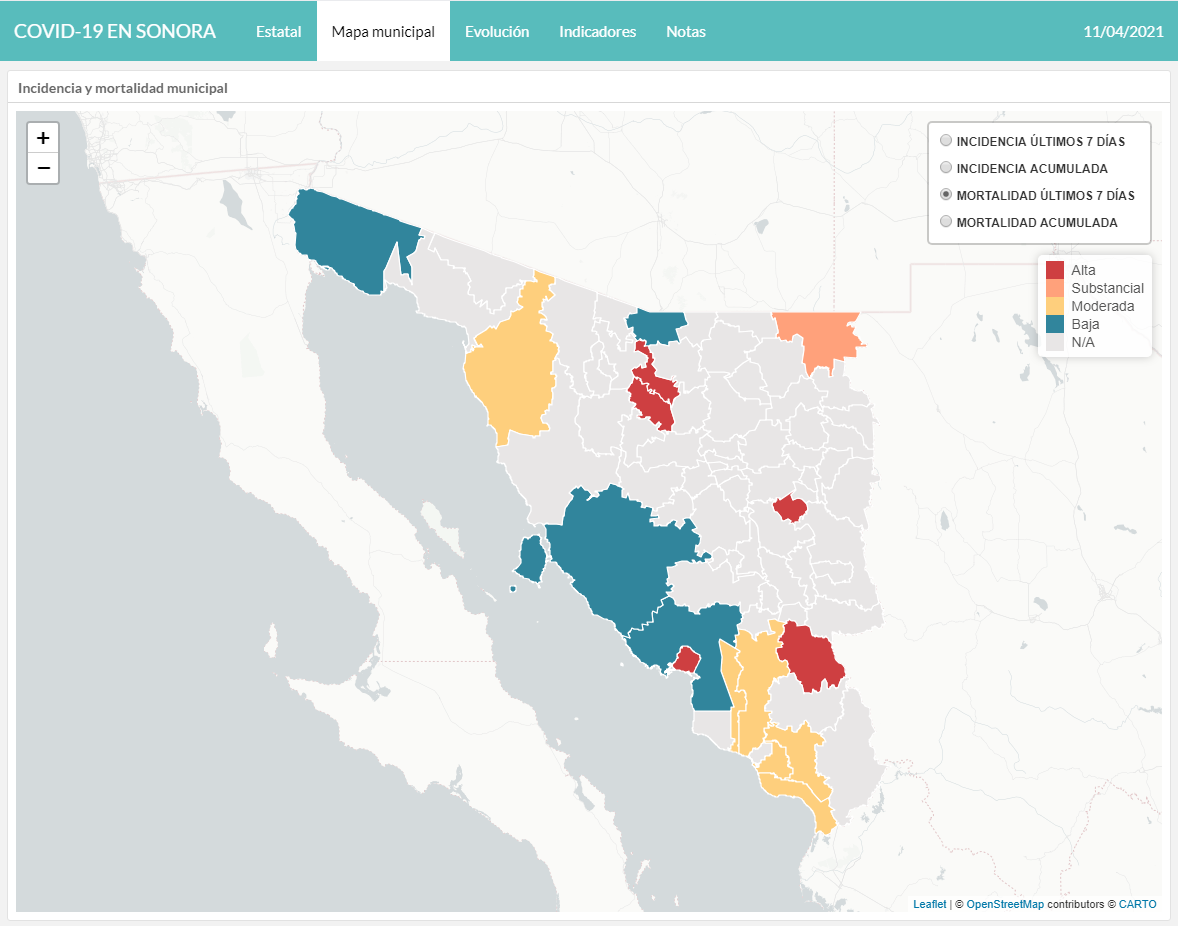 COVID-19 EN SONORA Estatal Mapa municipal Evolución Indicadores Notas 11/04/2021
Incidencia y mortalidad municipal
+
−
INCIDENCIA ÚLTIMOS 7 DÍAS
INCIDENCIA ACUMULADA
MORTALIDAD ÚLTIMOS 7 DÍAS
MORTALIDAD ACUMULADA
Alta
Substancial
Moderada
Baja
N/A
Leaflet | © OpenStreetMap contributors © CARTO